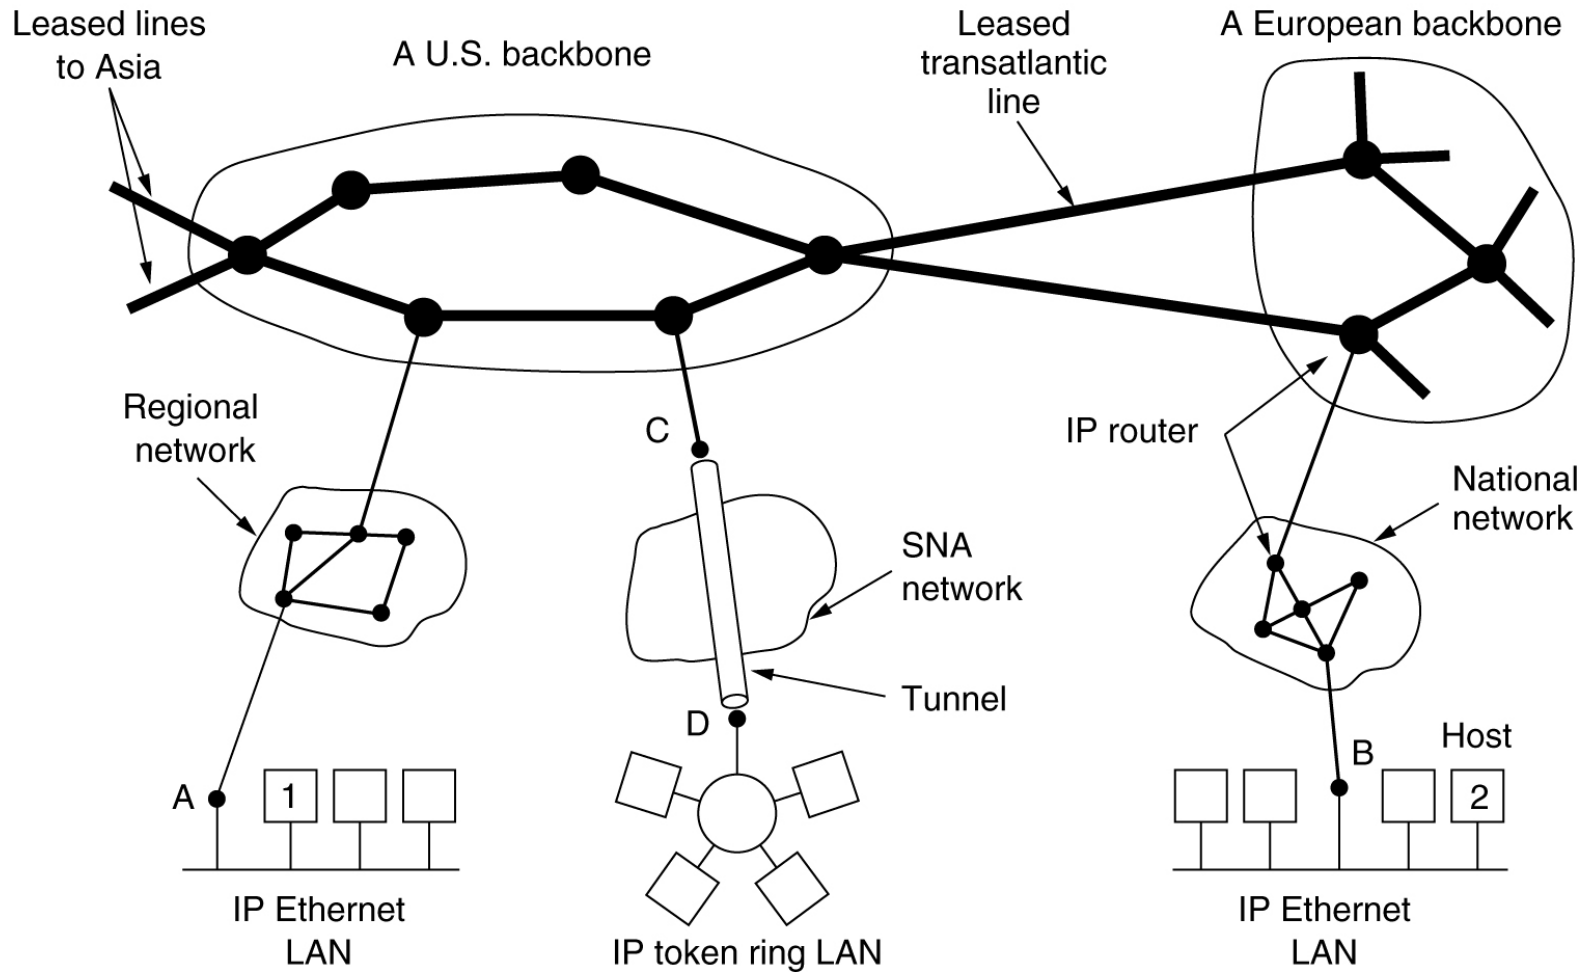 Leased lines
to Asia
A U.S. backbone
Leased
transatlantic
line
A European backbone
Regional
network
C
IP router
National
network
SNA
network
Tunnel
D
A
1
B
Host
2
IP Ethernet
LAN
IP token ring LAN
IP Ethernet
LAN